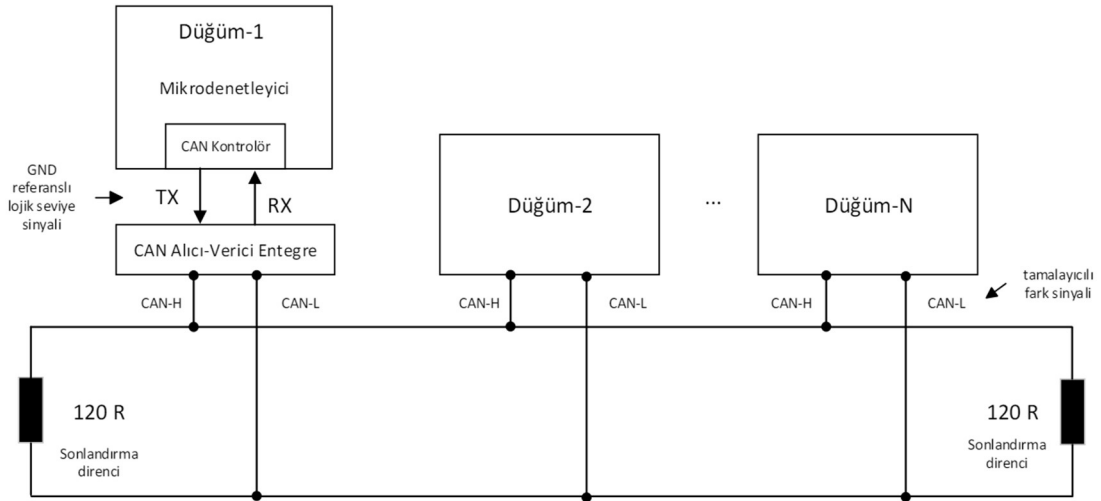 Düğüm-1
Mikrodenetleyici
CAN Kontrolör
GND
referanslı
lojik seviye
sinyali
TX
RX
CAN Alıcı-Verici Entegre
Düğüm-2
...
Düğüm-N
CAN-H
CAN-L
CAN-H
CAN-L
CAN-H
CAN-L
tamalayıcılı
fark sinyali
120 R
Sonlandırma
direnci
120 R
Sonlandırma
direnci